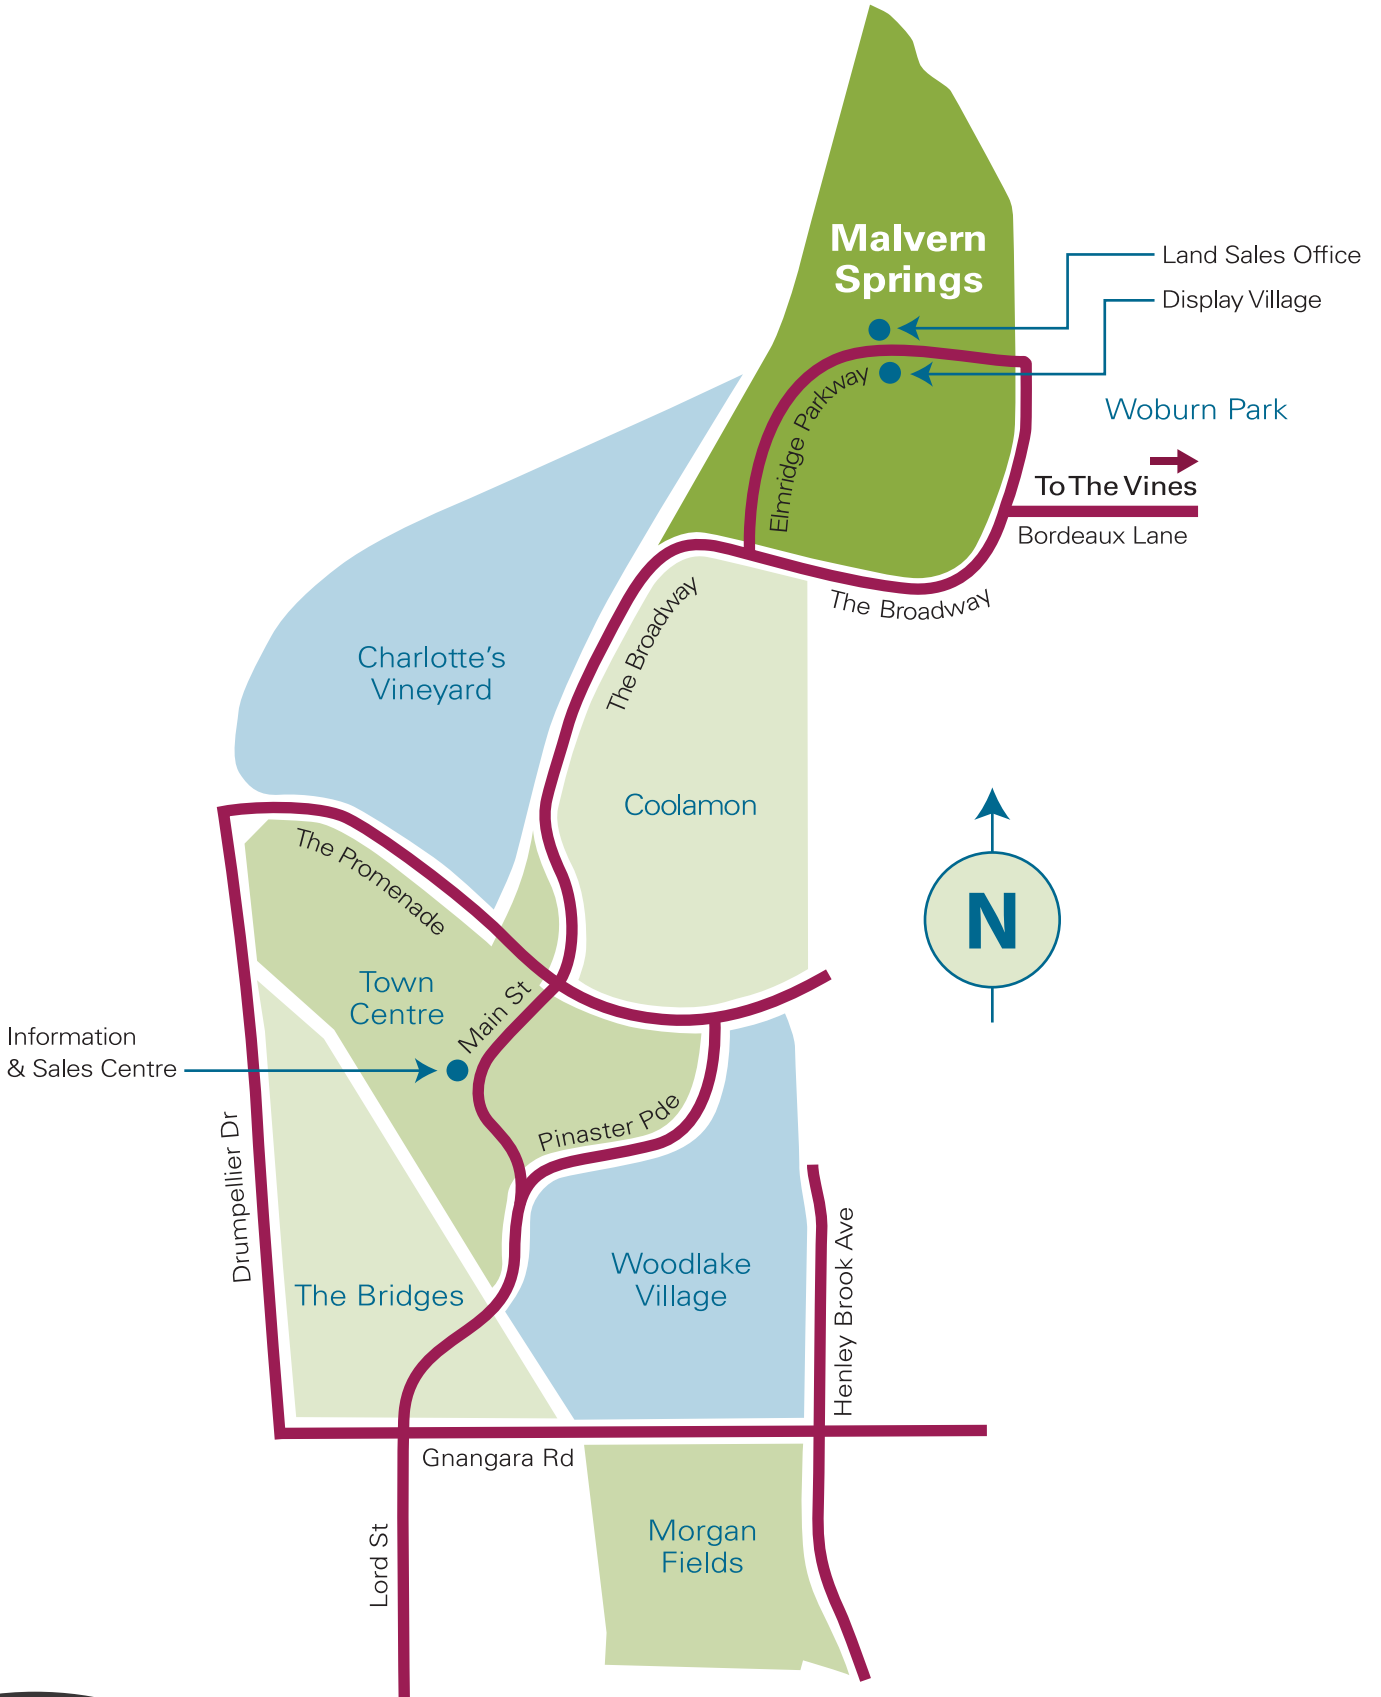 Malvern
Springs
Land Sales Office
Display Village
Elmridge Parkway
Woburn Park
To The Vines
Bordeaux Lane
The Broadway
The Broadway
Charlotte's
Vineyard
Coolamon
The Promenade
N
Town
Centre
Main St
Information
& Sales Centre
Pinaster Pde
Drumpellier Dr
The Bridges
Woodlake
Village
Henley Brook Ave
Gnangara Rd
Lord St
Morgan
Fields